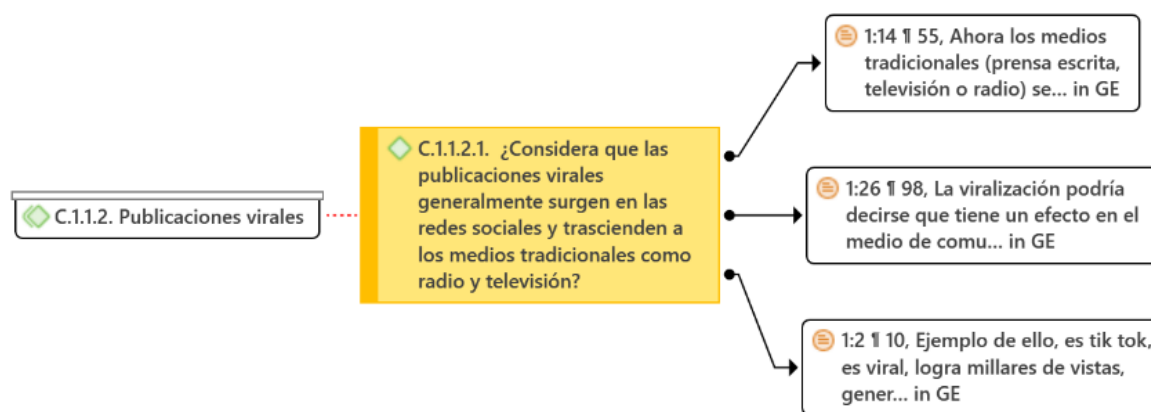 C.1.1.2. Publicaciones virales
C.1.1.2.1.  ¿Considera que las
publicaciones virales
generalmente surgen en las
redes sociales y trascienden a
los medios tradicionales como
radio y televisión?
1:14 ¶ 55, Ahora los medios
tradicionales (prensa escrita,
televisión o radio) se... in GE
1:26 ¶ 98, La viralización podría
decirse que tiene un efecto en el
medio de comu... in GE
1:2 ¶ 10, Ejemplo de ello, es tik tok,
es viral, logra millares de vistas,
gener... in GE